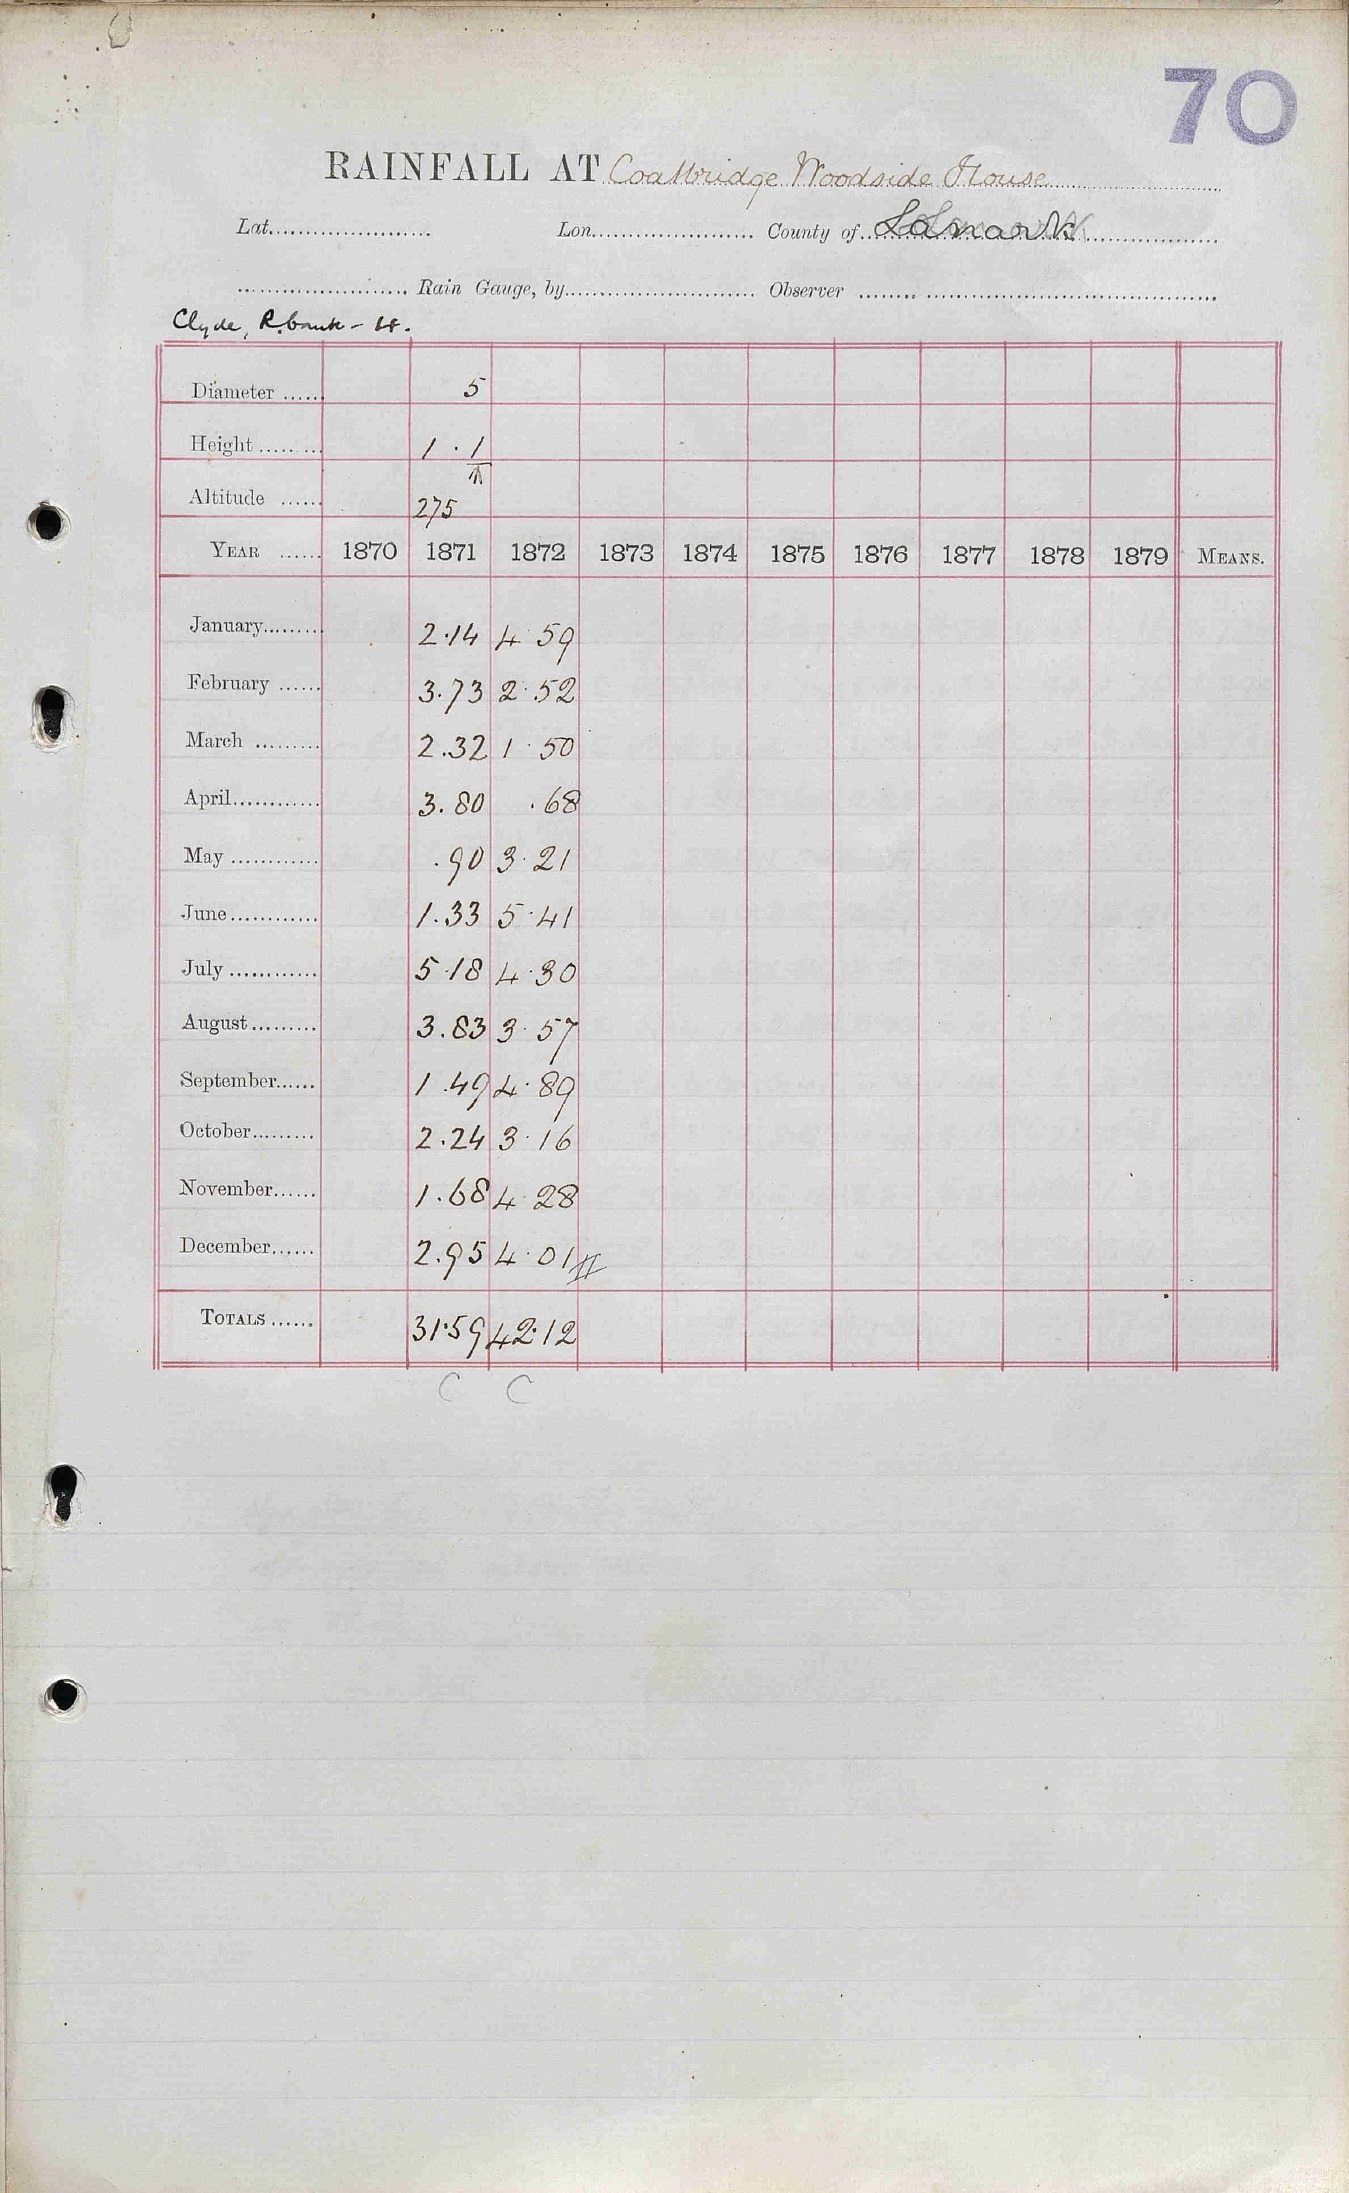 70
RAINFALL AT Coatbridge Woodside House
Lat. Lon. County of Lanark
Rain Gauge, by Observer
Clyde, R. bank -
Diameter 5
Height 1 . 1
Altitude 275
YEAR 1870 1871 1872 1873 1874 1875 1876 1877 1878 1879 MEANS.
January 2.14 4.59
February 3.73 2.52
March 2.32 1.50
April 3.80 .68
May .90 3.21
June 1.33 5.41
July 5.18 4.30
August 3.83 3.57
September 1.49 4.89
October 2.24 3.16
November 1.68 4.28
December 2.95 4.01
TOTALS 31.59 42.12
C C